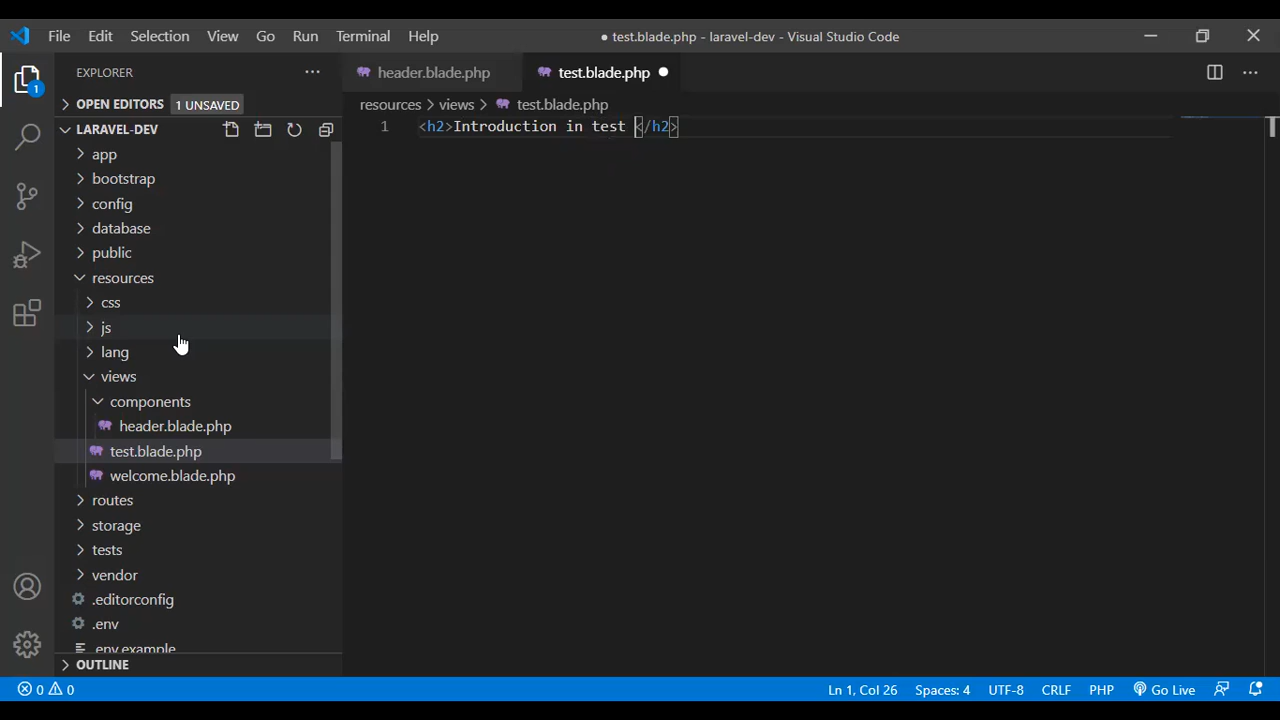 File Edit Selection View Go Run Terminal Help
● test.blade.php - laravel-dev - Visual Studio Code
EXPLORER
header.blade.php
test.blade.php
OPEN EDITORS 1 UNSAVED
resources > views > test.blade.php
LARAVEL-DEV
1 <h2>Introduction in test </h2>
app
bootstrap
config
database
public
resources
css
js
lang
views
components
header.blade.php
test.blade.php
welcome.blade.php
routes
storage
tests
vendor
.editorconfig
.env
.env.example
OUTLINE
1
0 0
Ln 1, Col 26 Spaces: 4 UTF-8 CRLF PHP Go Live